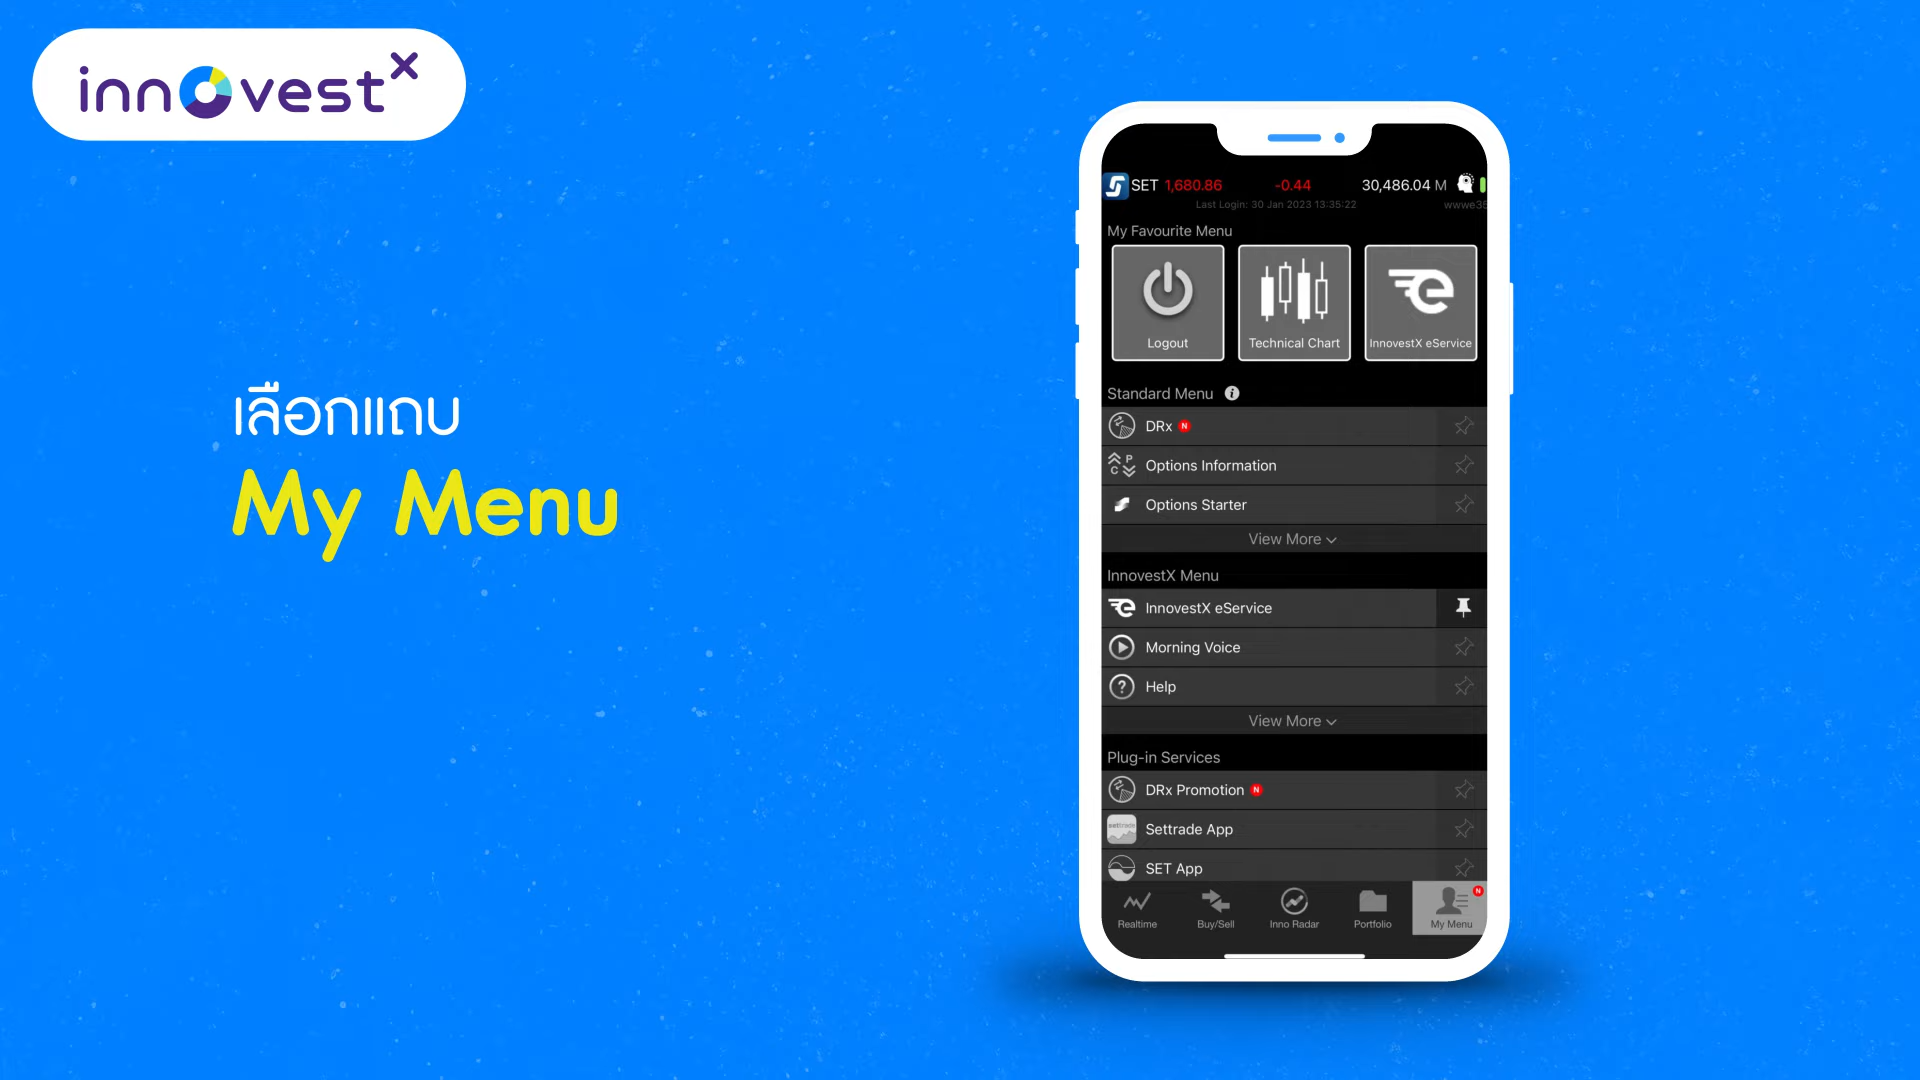 innovestx
เลือกแถบ
My Menu
SET 1,680.86 -0.44 30,486.04 M
Last Login: 30 Jan 2023 13:35:22 wwwe35
My Favourite Menu
Logout Technical Chart InnovestX eService
Standard Menu
DRx N
Options Information
Options Starter
View More
InnovestX Menu
InnovestX eService
Morning Voice
Help
View More
Plug-in Services
DRx Promotion N
settrade Settrade App
SET App
N
Realtime Buy/Sell Inno Radar Portfolio My Menu